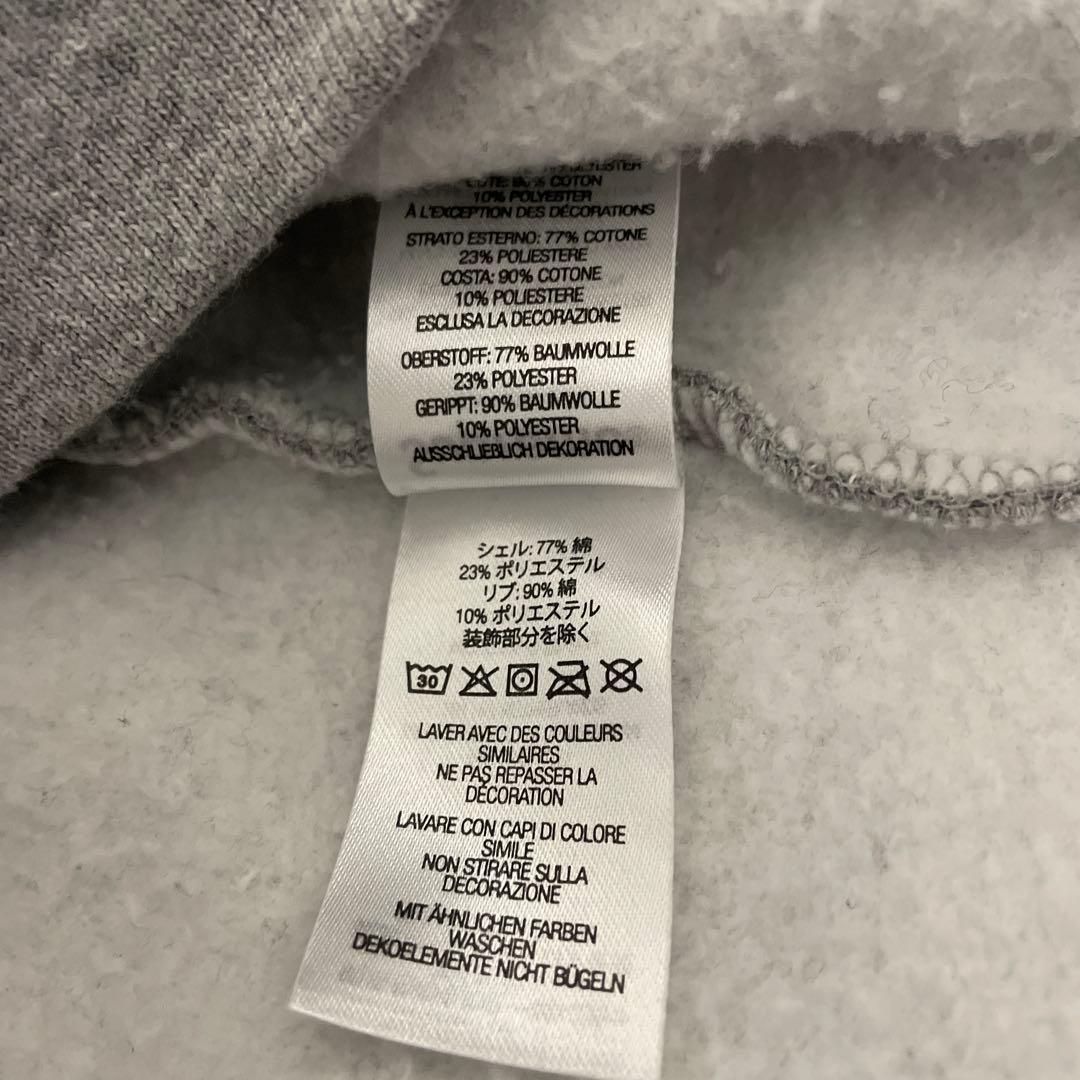 90% COTON
10% POLYESTER
À L'EXCEPTION DES DÉCORATIONS
STRATO ESTERNO: 77% COTONE
23% POLIESTERE
COSTA: 90% COTONE
10% POLIESTERE
ESCLUSA LA DECORAZIONE
OBERSTOFF: 77% BAUMWOLLE
23% POLYESTER
GERIPPT: 90% BAUMWOLLE
10% POLYESTER
AUSSCHLIEBLICH DEKORATION
シェル: 77% 綿
23% ポリエステル
リブ: 90% 綿
10% ポリエステル
装飾部分を除く
30
LAVER AVEC DES COULEURS
SIMILAIRES
NE PAS REPASSER LA
DÉCORATION
LAVARE CON CAPI DI COLORE
SIMILE
NON STIRARE SULLA
DECORAZIONE
MIT ÄHNLICHEN FARBEN
WASCHEN
DEKOELEMENTE NICHT BÜGELN